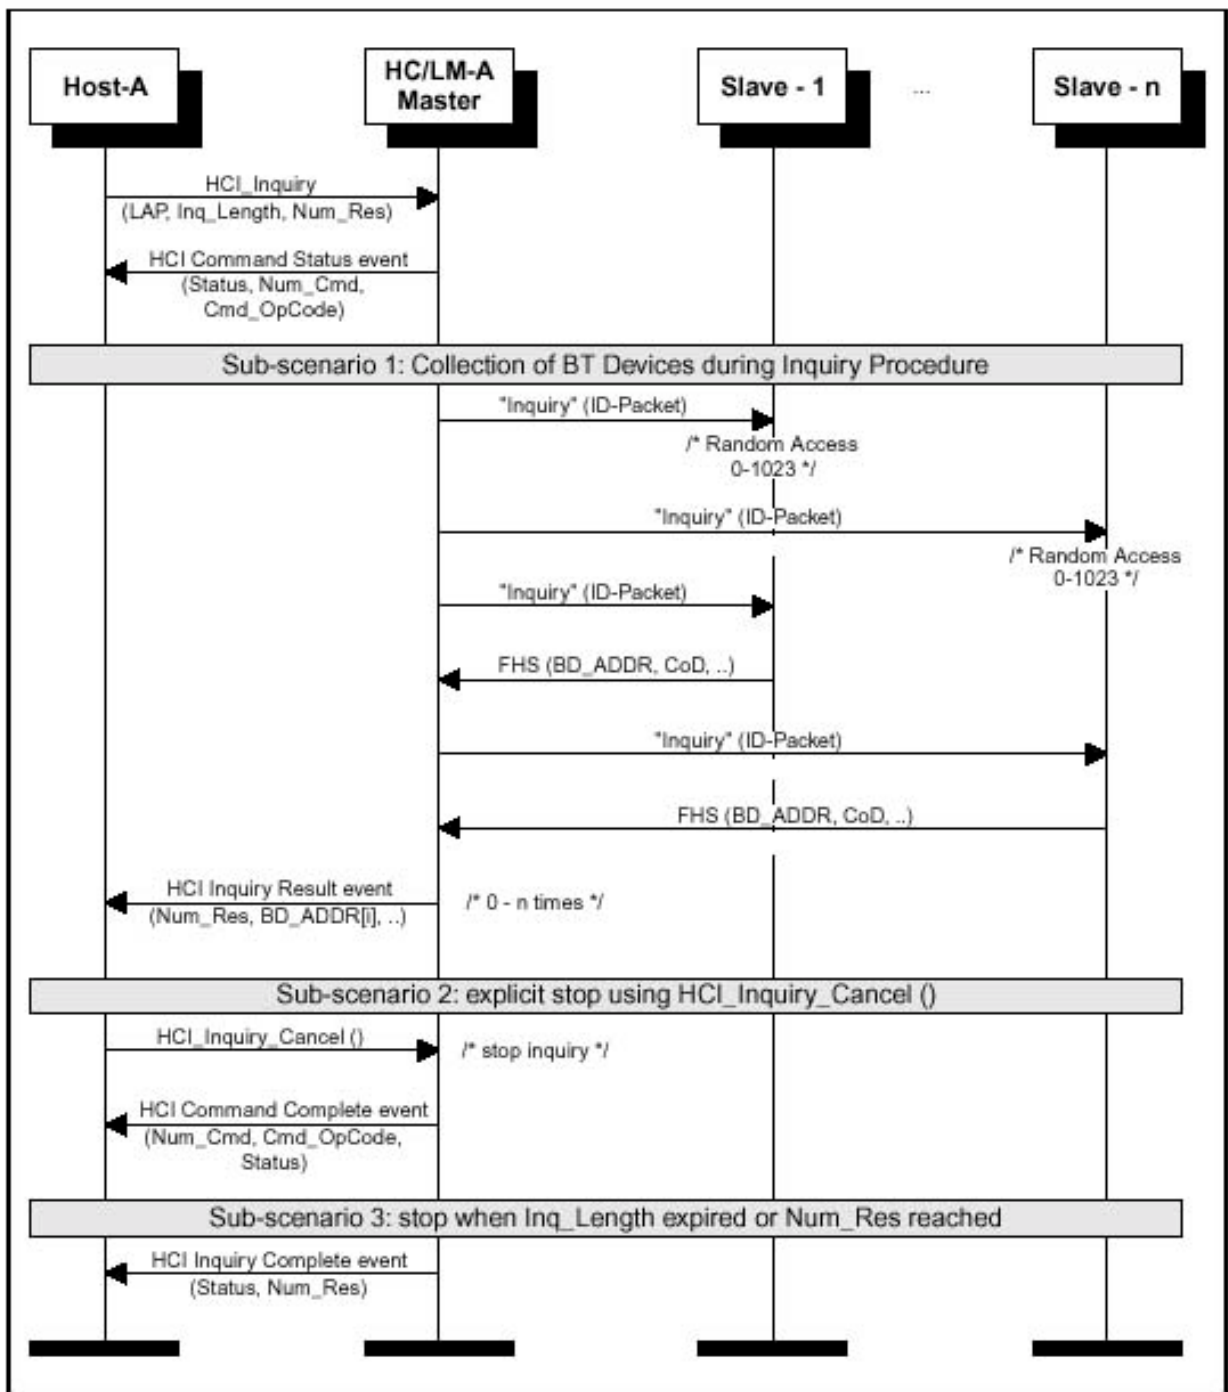 Host-A
HC/LM-A
Master
Slave - 1
...
Slave - n
HCI_Inquiry
(LAP, Inq_Length, Num_Res)
HCI Command Status event
(Status, Num_Cmd,
Cmd_OpCode)
Sub-scenario 1: Collection of BT Devices during Inquiry Procedure
"Inquiry" (ID-Packet)
/* Random Access
0-1023 */
"Inquiry" (ID-Packet)
/* Random Access
0-1023 */
"Inquiry" (ID-Packet)
FHS (BD_ADDR, CoD, ..)
"Inquiry" (ID-Packet)
FHS (BD_ADDR, CoD, ..)
HCI Inquiry Result event
(Num_Res, BD_ADDR[i], ..)
/* 0 - n times */
Sub-scenario 2: explicit stop using HCI_Inquiry_Cancel ()
HCI_Inquiry_Cancel ()
/* stop inquiry */
HCI Command Complete event
(Num_Cmd, Cmd_OpCode,
Status)
Sub-scenario 3: stop when Inq_Length expired or Num_Res reached
HCI Inquiry Complete event
(Status, Num_Res)